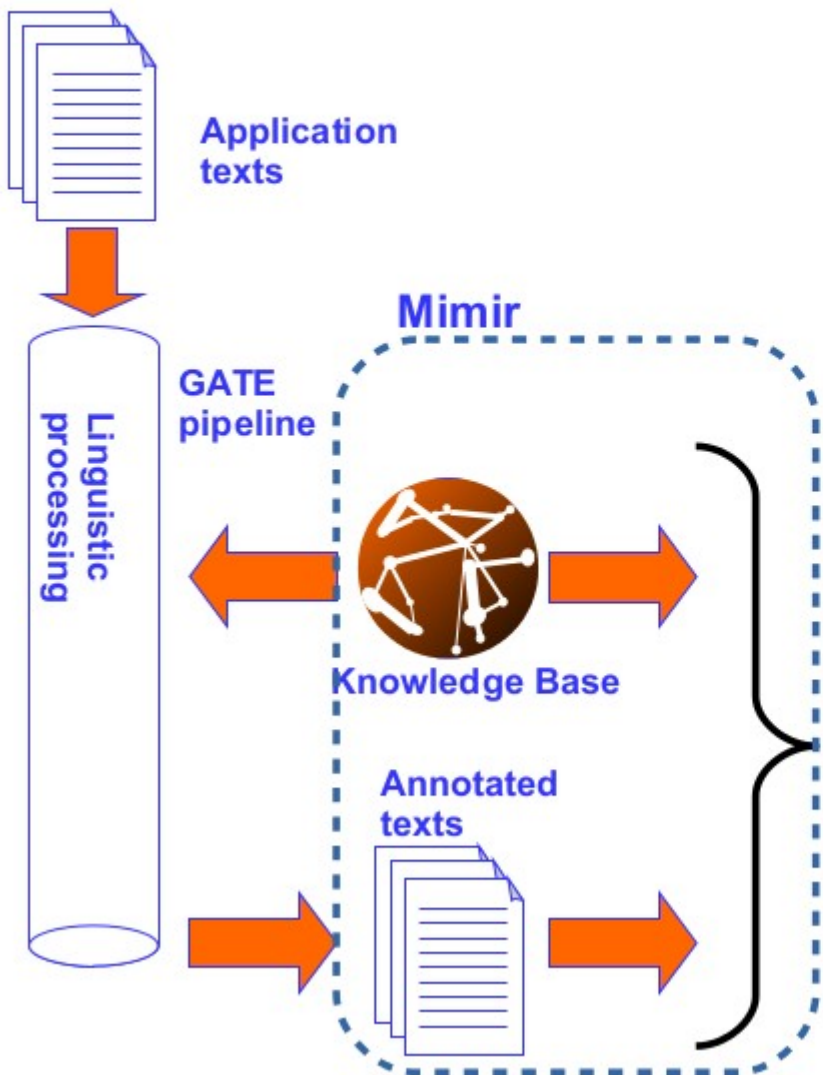 Application
texts
Mimir
GATE
pipeline
Linguistic
processing
Knowledge Base
Annotated
texts